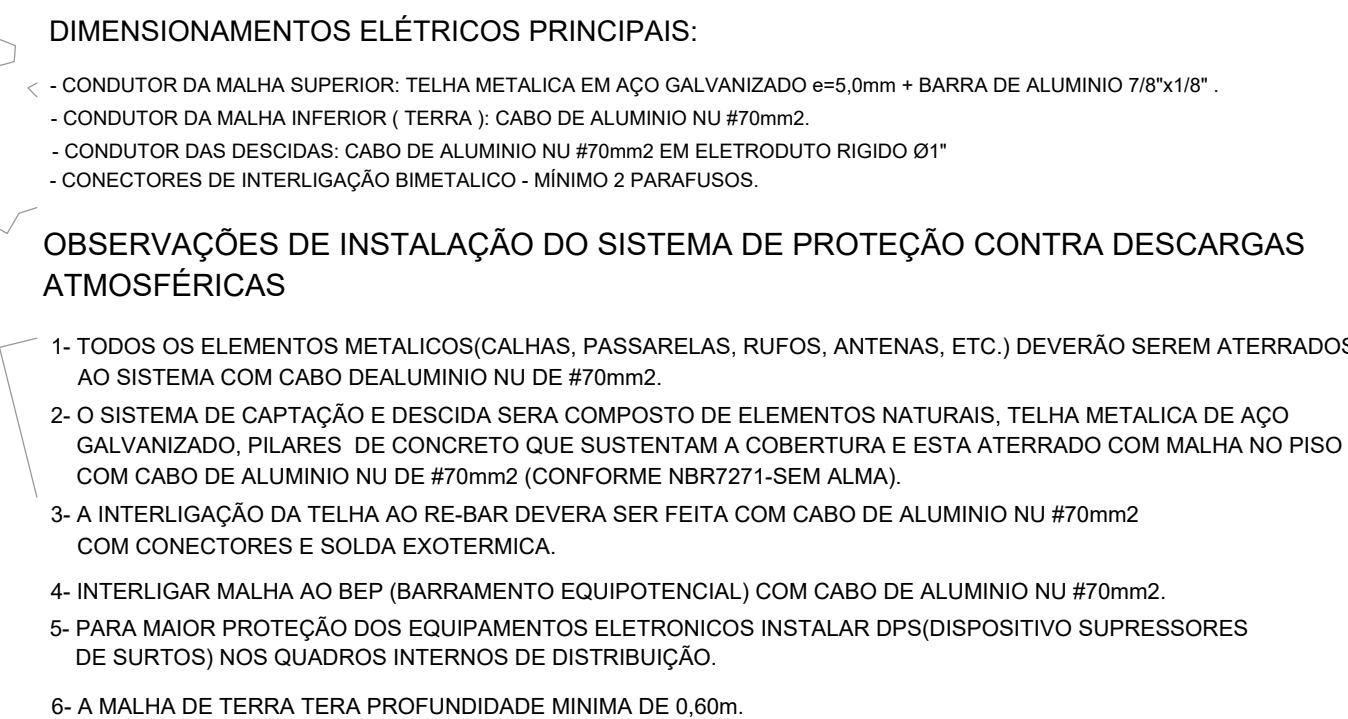 DIMENSIONAMENTOS ELÉTRICOS PRINCIPAIS:
- CONDUTOR DA MALHA SUPERIOR: TELHA METALICA EM AÇO GALVANIZADO e=5,0mm + BARRA DE ALUMINIO 7/8"x1/8" .
- CONDUTOR DA MALHA INFERIOR ( TERRA ): CABO DE ALUMINIO NU #70mm2.
- CONDUTOR DAS DESCIDAS: CABO DE ALUMINIO NU #70mm2 EM ELETRODUTO RIGIDO Ø1"
- CONECTORES DE INTERLIGAÇÃO BIMETALICO - MÍNIMO 2 PARAFUSOS.
OBSERVAÇÕES DE INSTALAÇÃO DO SISTEMA DE PROTEÇÃO CONTRA DESCARGAS
ATMOSFÉRICAS
1- TODOS OS ELEMENTOS METALICOS(CALHAS, PASSARELAS, RUFOS, ANTENAS, ETC.) DEVERÃO SEREM ATERRADOS
AO SISTEMA COM CABO DEALUMINIO NU DE #70mm2.
2- O SISTEMA DE CAPTAÇÃO E DESCIDA SERA COMPOSTO DE ELEMENTOS NATURAIS, TELHA METALICA DE AÇO
GALVANIZADO, PILARES DE CONCRETO QUE SUSTENTAM A COBERTURA E ESTA ATERRADO COM MALHA NO PISO
COM CABO DE ALUMINIO NU DE #70mm2 (CONFORME NBR7271-SEM ALMA).
3- A INTERLIGAÇÃO DA TELHA AO RE-BAR DEVERA SER FEITA COM CABO DE ALUMINIO NU #70mm2
COM CONECTORES E SOLDA EXOTERMICA.
4- INTERLIGAR MALHA AO BEP (BARRAMENTO EQUIPOTENCIAL) COM CABO DE ALUMINIO NU #70mm2.
5- PARA MAIOR PROTEÇÃO DOS EQUIPAMENTOS ELETRONICOS INSTALAR DPS(DISPOSITIVO SUPRESSORES
DE SURTOS) NOS QUADROS INTERNOS DE DISTRIBUIÇÃO.
6- A MALHA DE TERRA TERA PROFUNDIDADE MINIMA DE 0,60m.